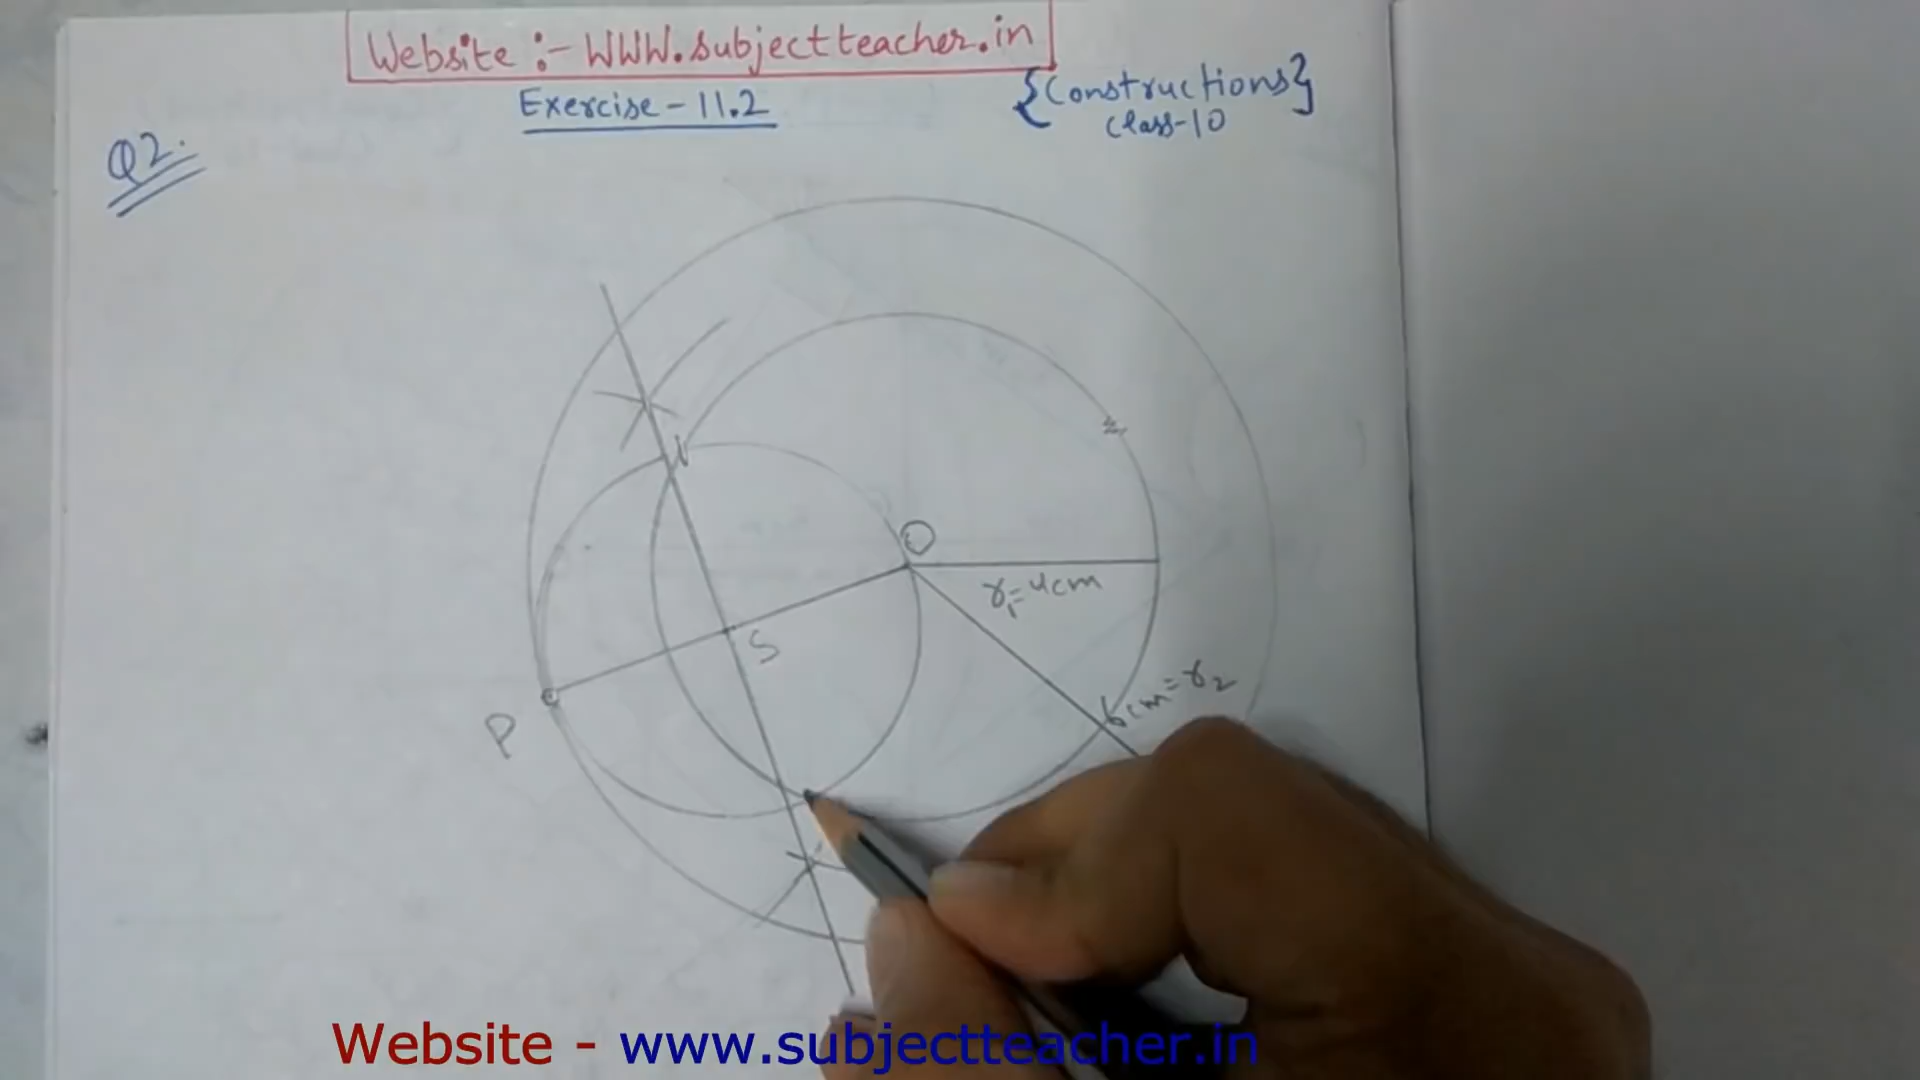 Website :- WWW.subjectteacher.in
Exercise - 11.2
{Constructions}
Class-10
Q2.
O
r₁=4cm
S
6cm=r₂
P
Website - www.subjectteacher.in